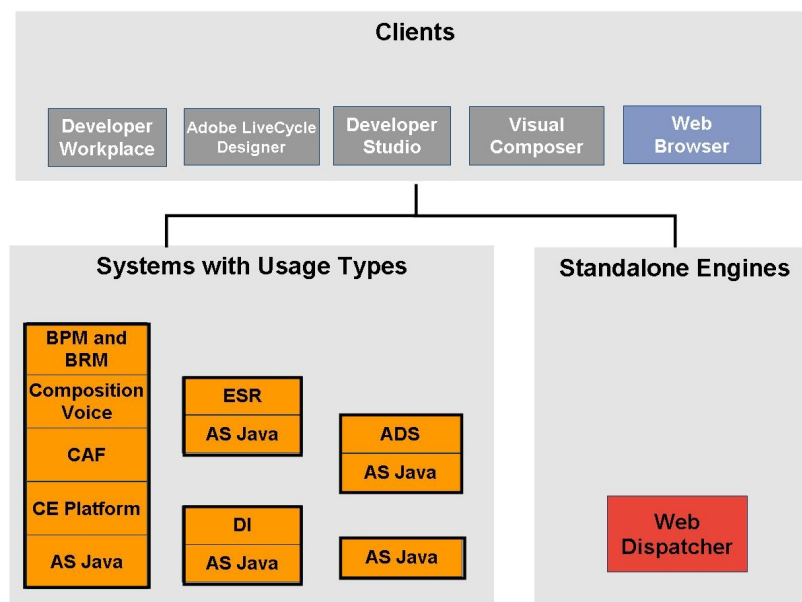 Clients
Developer
Workplace
Adobe LiveCycle
Designer
Developer
Studio
Visual
Composer
Web
Browser
Systems with Usage Types
BPM and
BRM
Composition
Voice
CAF
CE Platform
AS Java
ESR
AS Java
DI
AS Java
ADS
AS Java
AS Java
Standalone Engines
Web
Dispatcher